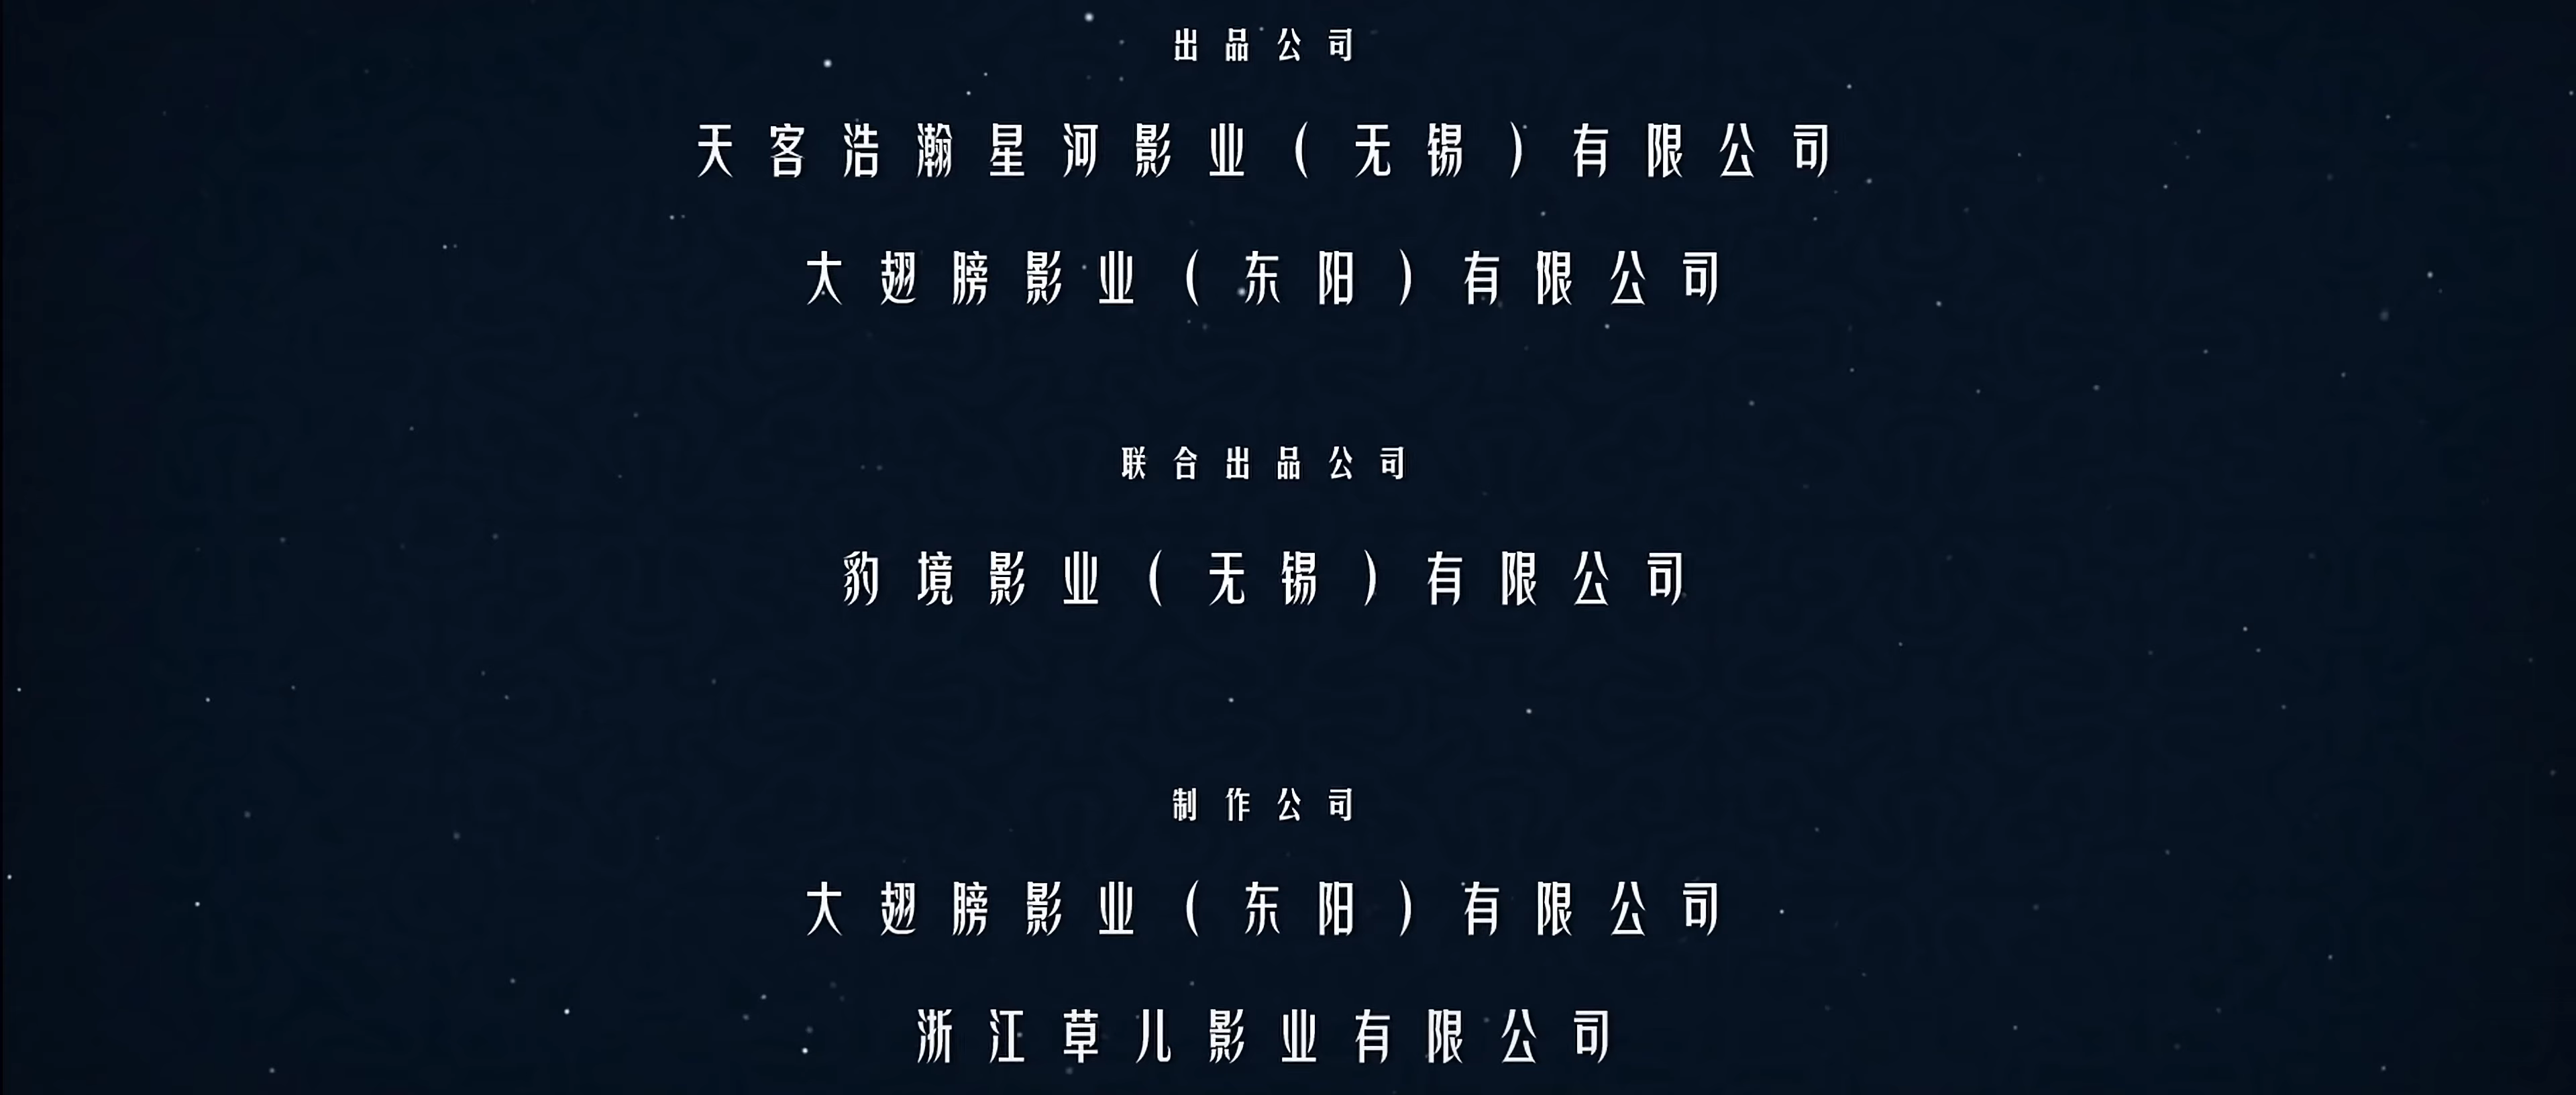 出品公司
天客浩瀚星河影业（无锡）有限公司
大翅膀影业（东阳）有限公司
联合出品公司
豹境影业（无锡）有限公司
制作公司
大翅膀影业（东阳）有限公司
浙江草儿影业有限公司